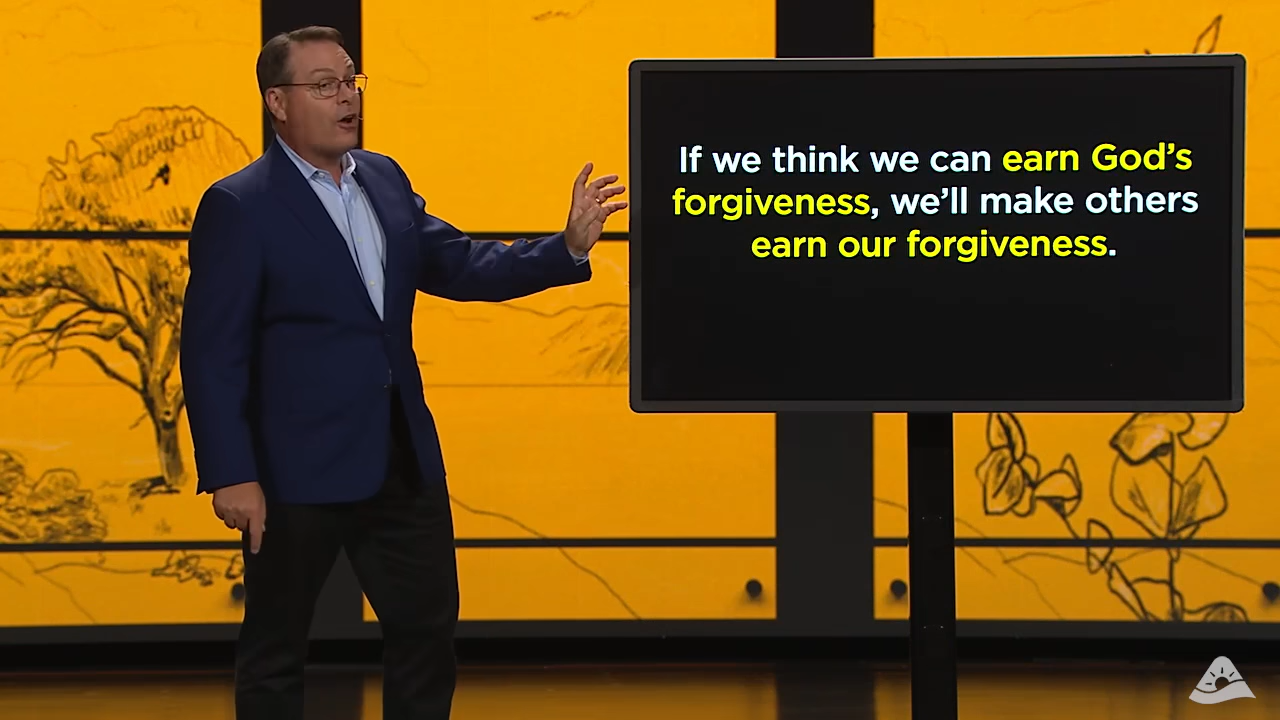 If we think we can earn God’s
forgiveness, we’ll make others
earn our forgiveness.